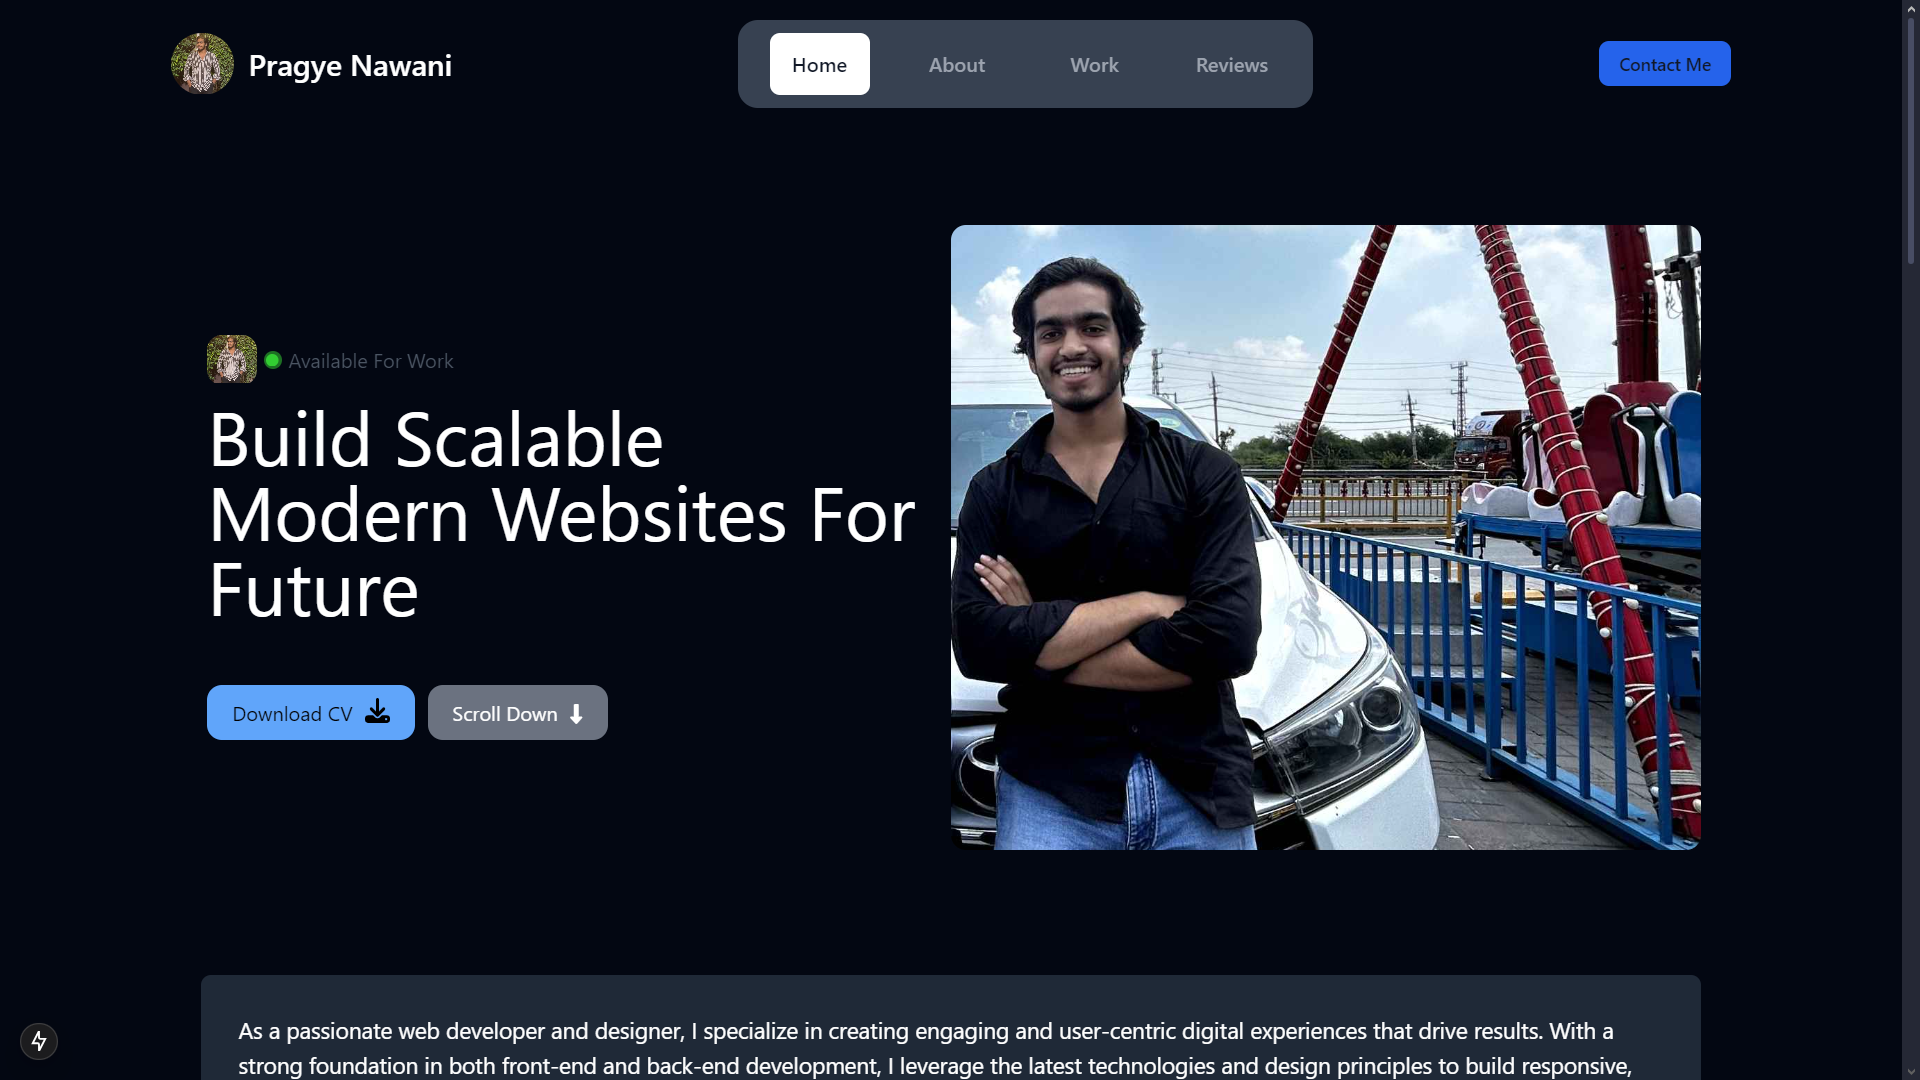 Pragye Nawani
Home
About
Work
Reviews
Contact Me
Available For Work
Build Scalable
Modern Websites For
Future
Download CV
Scroll Down
As a passionate web developer and designer, I specialize in creating engaging and user-centric digital experiences that drive results. With a
strong foundation in both front-end and back-end development, I leverage the latest technologies and design principles to build responsive,